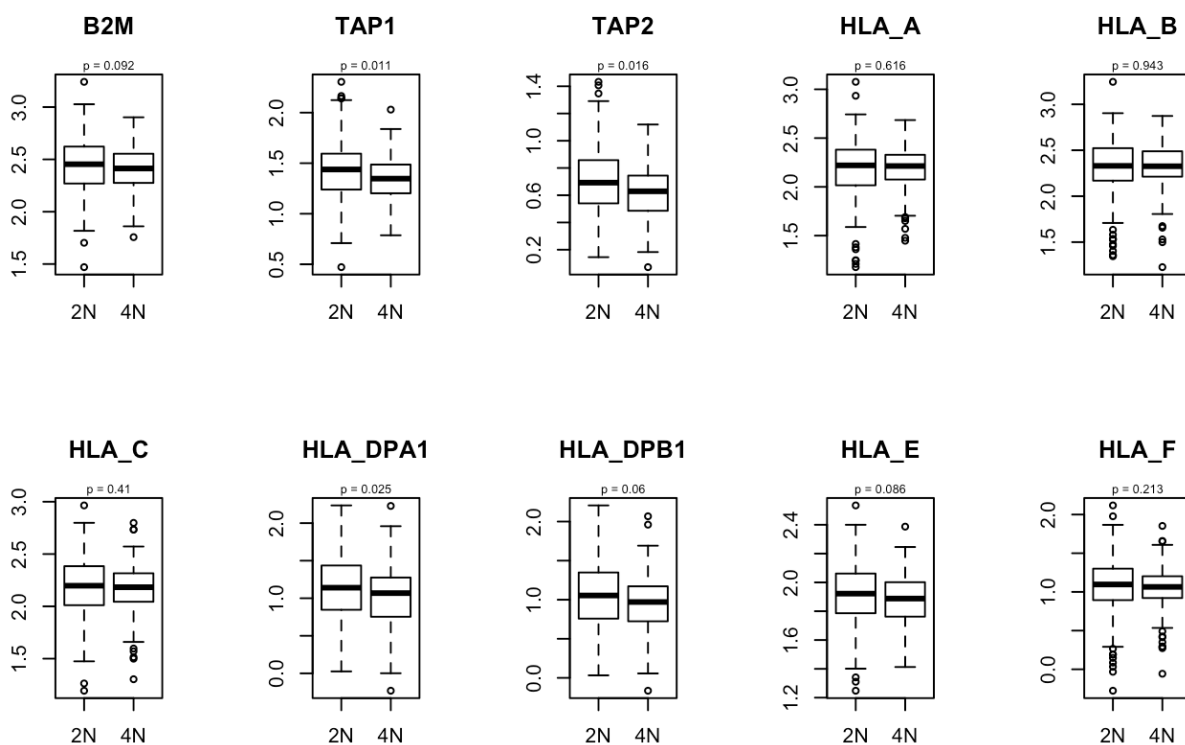 B2M TAP1 TAP2 HLA_A HLA_B
p = 0.092 p = 0.011 p = 0.016 p = 0.616 p = 0.943
1.5 2.0 2.5 3.0
0.5 1.0 1.5 2.0
0.2 0.6 1.0 1.4
1.5 2.0 2.5 3.0
1.5 2.0 2.5 3.0
2N 4N 2N 4N 2N 4N 2N 4N 2N 4N
HLA_C HLA_DPA1 HLA_DPB1 HLA_E HLA_F
p = 0.41 p = 0.025 p = 0.06 p = 0.086 p = 0.213
1.5 2.0 2.5 3.0
0.0 1.0 2.0
0.0 1.0 2.0
1.2 1.6 2.0 2.4
0.0 1.0 2.0
2N 4N 2N 4N 2N 4N 2N 4N 2N 4N